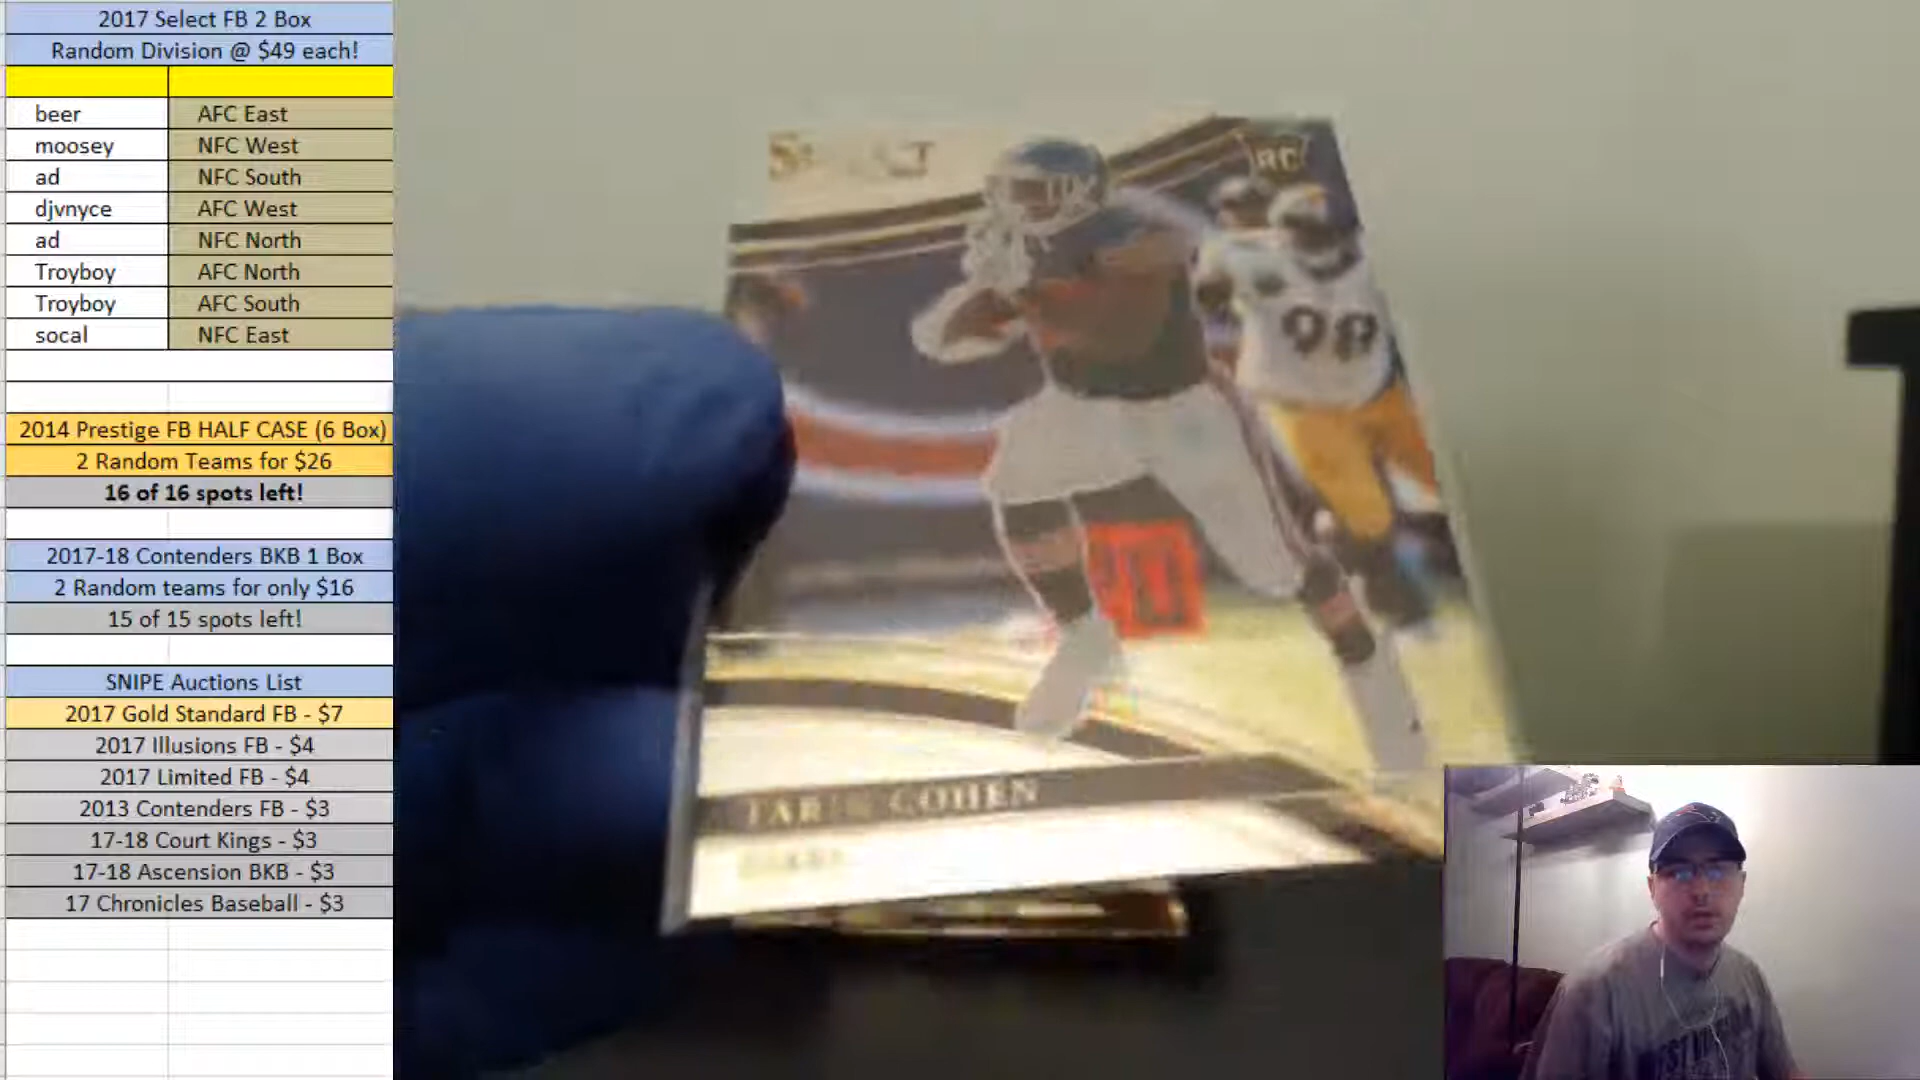 2017 Select FB 2 Box
Random Division @ $49 each!
beer AFC East
moosey NFC West
ad NFC South
djvnyce AFC West
ad NFC North
Troyboy AFC North
Troyboy AFC South
socal NFC East
2014 Prestige FB HALF CASE (6 Box)
2 Random Teams for $26
16 of 16 spots left!
2017-18 Contenders BKB 1 Box
2 Random teams for only $16
15 of 15 spots left!
SNIPE Auctions List
2017 Gold Standard FB - $7
2017 Illusions FB - $4
2017 Limited FB - $4
2013 Contenders FB - $3
17-18 Court Kings - $3
17-18 Ascension BKB - $3
17 Chronicles Baseball - $3
SELECT
RC
98
TARIK COHEN